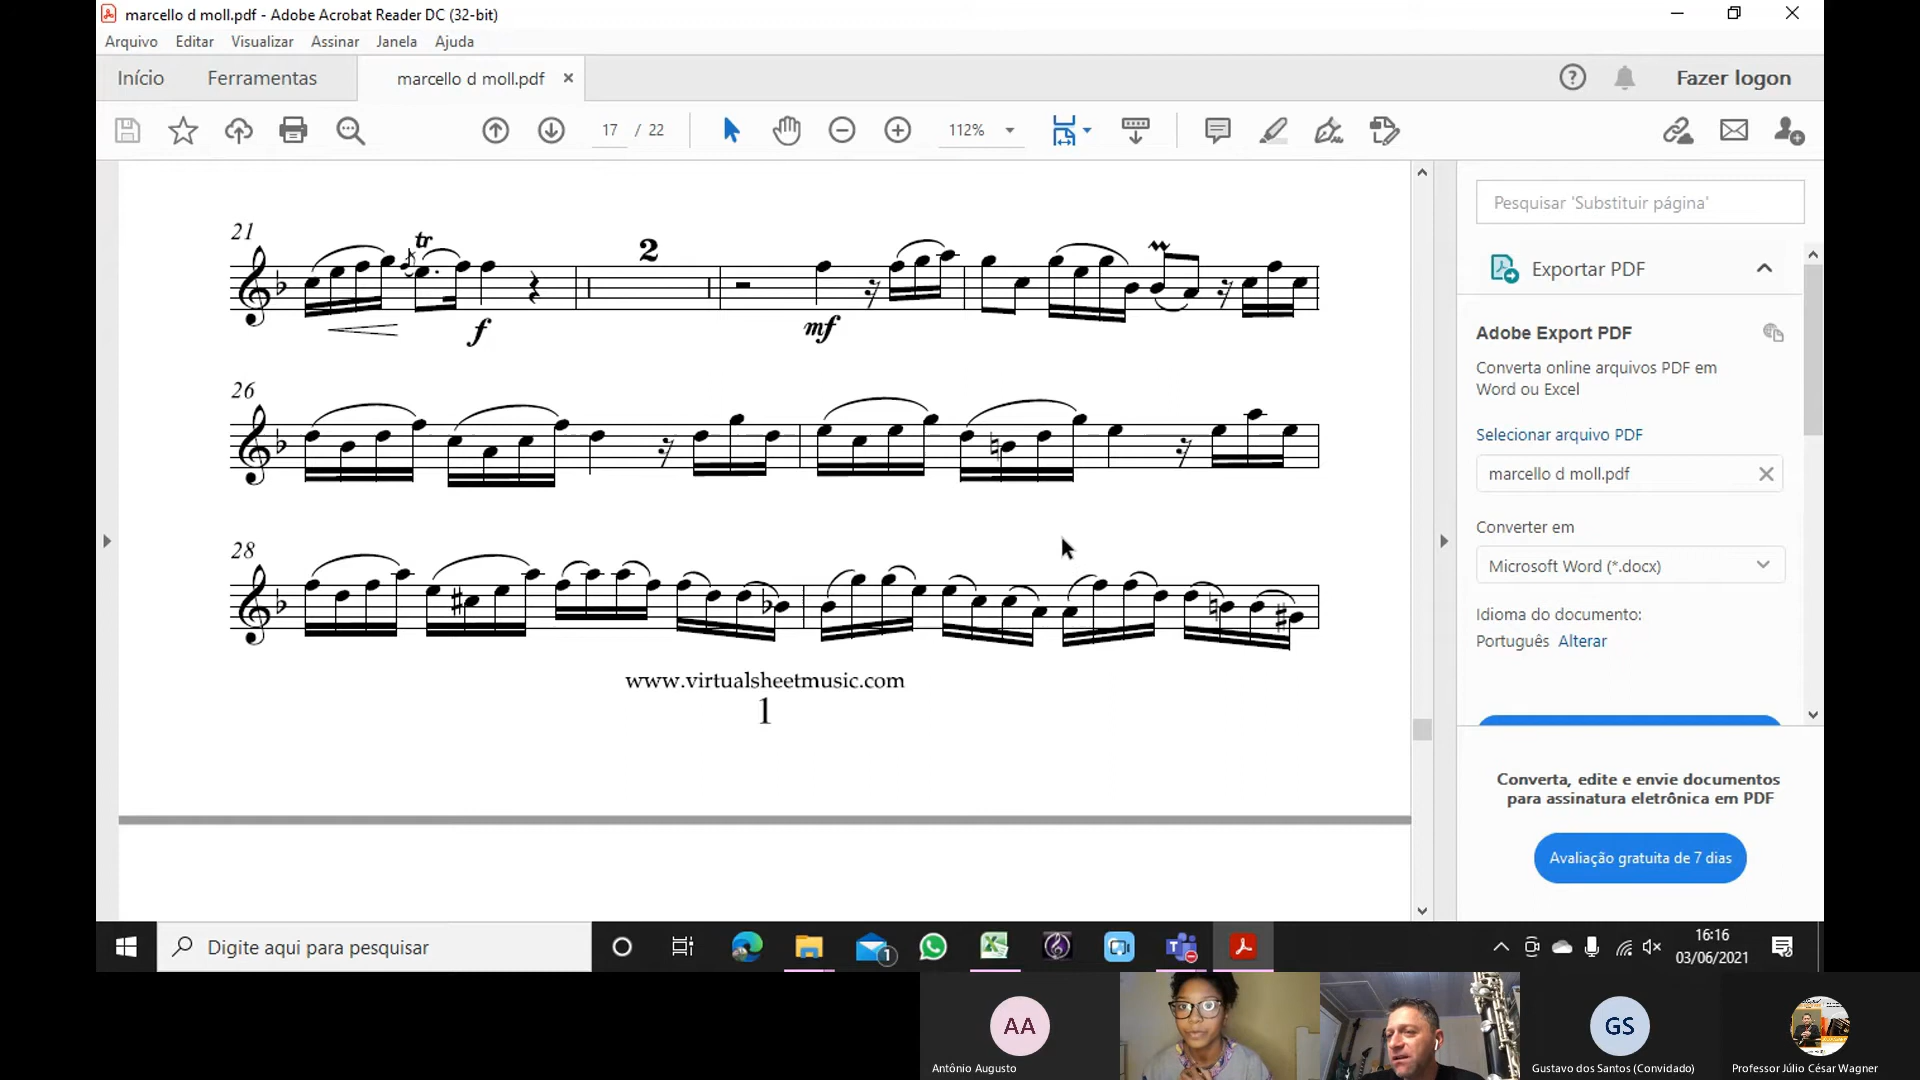 marcello d moll.pdf - Adobe Acrobat Reader DC (32-bit)
Arquivo Editar Visualizar Assinar Janela Ajuda
Início Ferramentas marcello d moll.pdf Fazer logon
17 / 22 112%
21
tr
2
f
mf
26
28
www.virtualsheetmusic.com
1
Pesquisar 'Substituir página'
Exportar PDF
Adobe Export PDF
Converta online arquivos PDF em
Word ou Excel
Selecionar arquivo PDF
marcello d moll.pdf
Converter em
Microsoft Word (*.docx)
Idioma do documento:
Português Alterar
Converta, edite e envie documentos
para assinatura eletrônica em PDF
Avaliação gratuita de 7 dias
Digite aqui para pesquisar
1
16:16
03/06/2021
AA
Antônio Augusto
GS
Gustavo dos Santos (Convidado)
Professor Júlio César Wagner